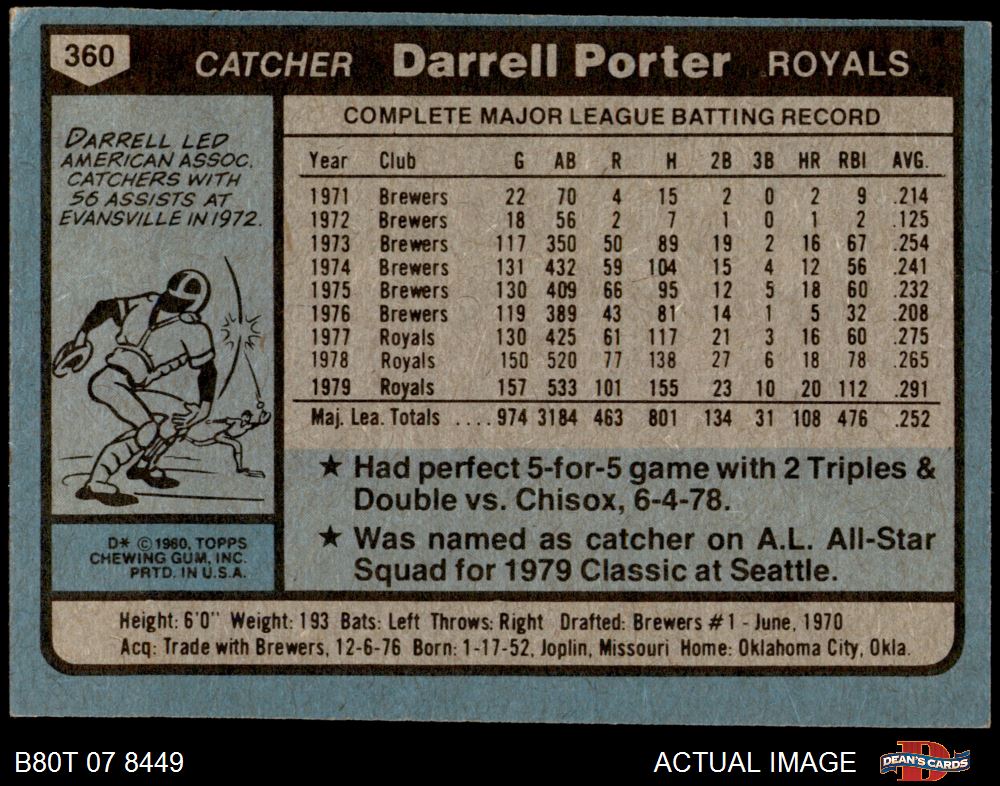 360
CATCHER Darrell Porter ROYALS
DARRELL LED
AMERICAN ASSOC.
CATCHERS WITH
56 ASSISTS AT
EVANSVILLE IN 1972.
COMPLETE MAJOR LEAGUE BATTING RECORD
Year Club G AB R H 2B 3B HR RBI AVG.
1971 Brewers 22 70 4 15 2 0 2 9 .214
1972 Brewers 18 56 2 7 1 0 1 2 .125
1973 Brewers 117 350 50 89 19 2 16 67 .254
1974 Brewers 131 432 59 104 15 4 12 56 .241
1975 Brewers 130 409 66 95 12 5 18 60 .232
1976 Brewers 119 389 43 81 14 1 5 32 .208
1977 Royals 130 425 61 117 21 3 16 60 .275
1978 Royals 150 520 77 138 27 6 18 78 .265
1979 Royals 157 533 101 155 23 10 20 112 .291
Maj. Lea. Totals .... 974 3184 463 801 134 31 108 476 .252
★ Had perfect 5-for-5 game with 2 Triples &
Double vs. Chisox, 6-4-78.
★ Was named as catcher on A.L. All-Star
Squad for 1979 Classic at Seattle.
D* © 1980, TOPPS
CHEWING GUM, INC.
PRTD. IN U.S.A.
Height: 6'0" Weight: 193 Bats: Left Throws: Right Drafted: Brewers #1 - June, 1970
Acq: Trade with Brewers, 12-6-76 Born: 1-17-52, Joplin, Missouri Home: Oklahoma City, Okla.
B80T 07 8449
ACTUAL IMAGE
DEAN'S CARDS